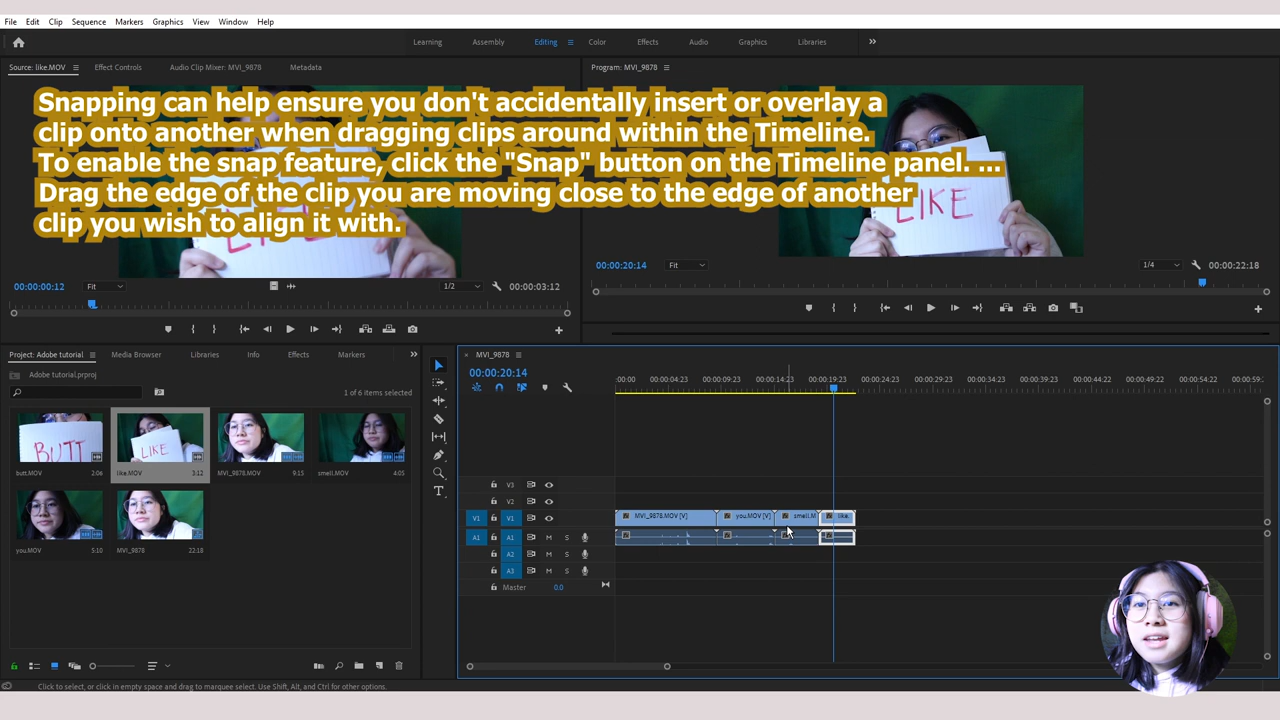 File Edit Clip Sequence Markers Graphics View Window Help
Learning Assembly Editing Color Effects Audio Graphics Libraries
Source: like.MOV Effect Controls Audio Clip Mixer: MVI_9878 Metadata
Program: MVI_9878
Snapping can help ensure you don't accidentally insert or overlay a
clip onto another when dragging clips around within the Timeline.
To enable the snap feature, click the "Snap" button on the Timeline panel. ...
Drag the edge of the clip you are moving close to the edge of another
clip you wish to align it with.
LIKE
00:00:00:12 Fit 1/2 00:00:03:12
00:00:20:14 Fit 1/4 00:00:22:18
Project: Adobe tutorial Media Browser Libraries Info Effects Markers
Adobe tutorial.prproj
1 of 6 items selected
BUTT
LIKE
butt.MOV 2:06 like.MOV 3:12 MVI_9878.MOV 9:15 smell.MOV 4:05
you.MOV 5:10 MVI_9878 22:18
MVI_9878
00:00:20:14
:00:00 00:00:04:23 00:00:09:23 00:00:14:23 00:00:19:23 00:00:24:23 00:00:29:23 00:00:34:23 00:00:39:23 00:00:44:22 00:00:49:22 00:00:54:22 00:00:59:
V3
V2
V1 V1 MVI_9878.MOV [V] you.MOV [V] smell.M like.
A1 A1 M S
A2 M S
A3 M S
Master 0.0
Click to select, or click in empty space and drag to marquee select. Use Shift, Alt, and Ctrl for other options.